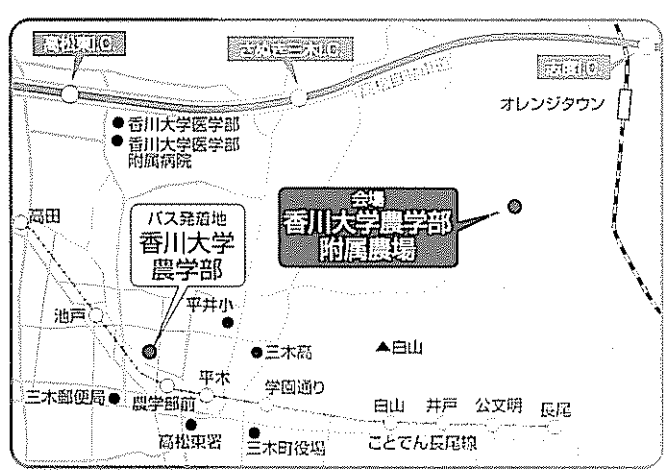 高松東I.C
さぬき三木I.C
志度I.C
オレンジタウン
香川大学医学部
香川大学医学部
附属病院
会場
香川大学農学部
附属農場
バス発着地
香川大学
農学部
高田
池戸
平井小
三木高
白山
平木
学園通り
三木郵便局
農学部前
白山
井戸
公文明
長尾
高松東署
三木町役場
ことでん長尾線